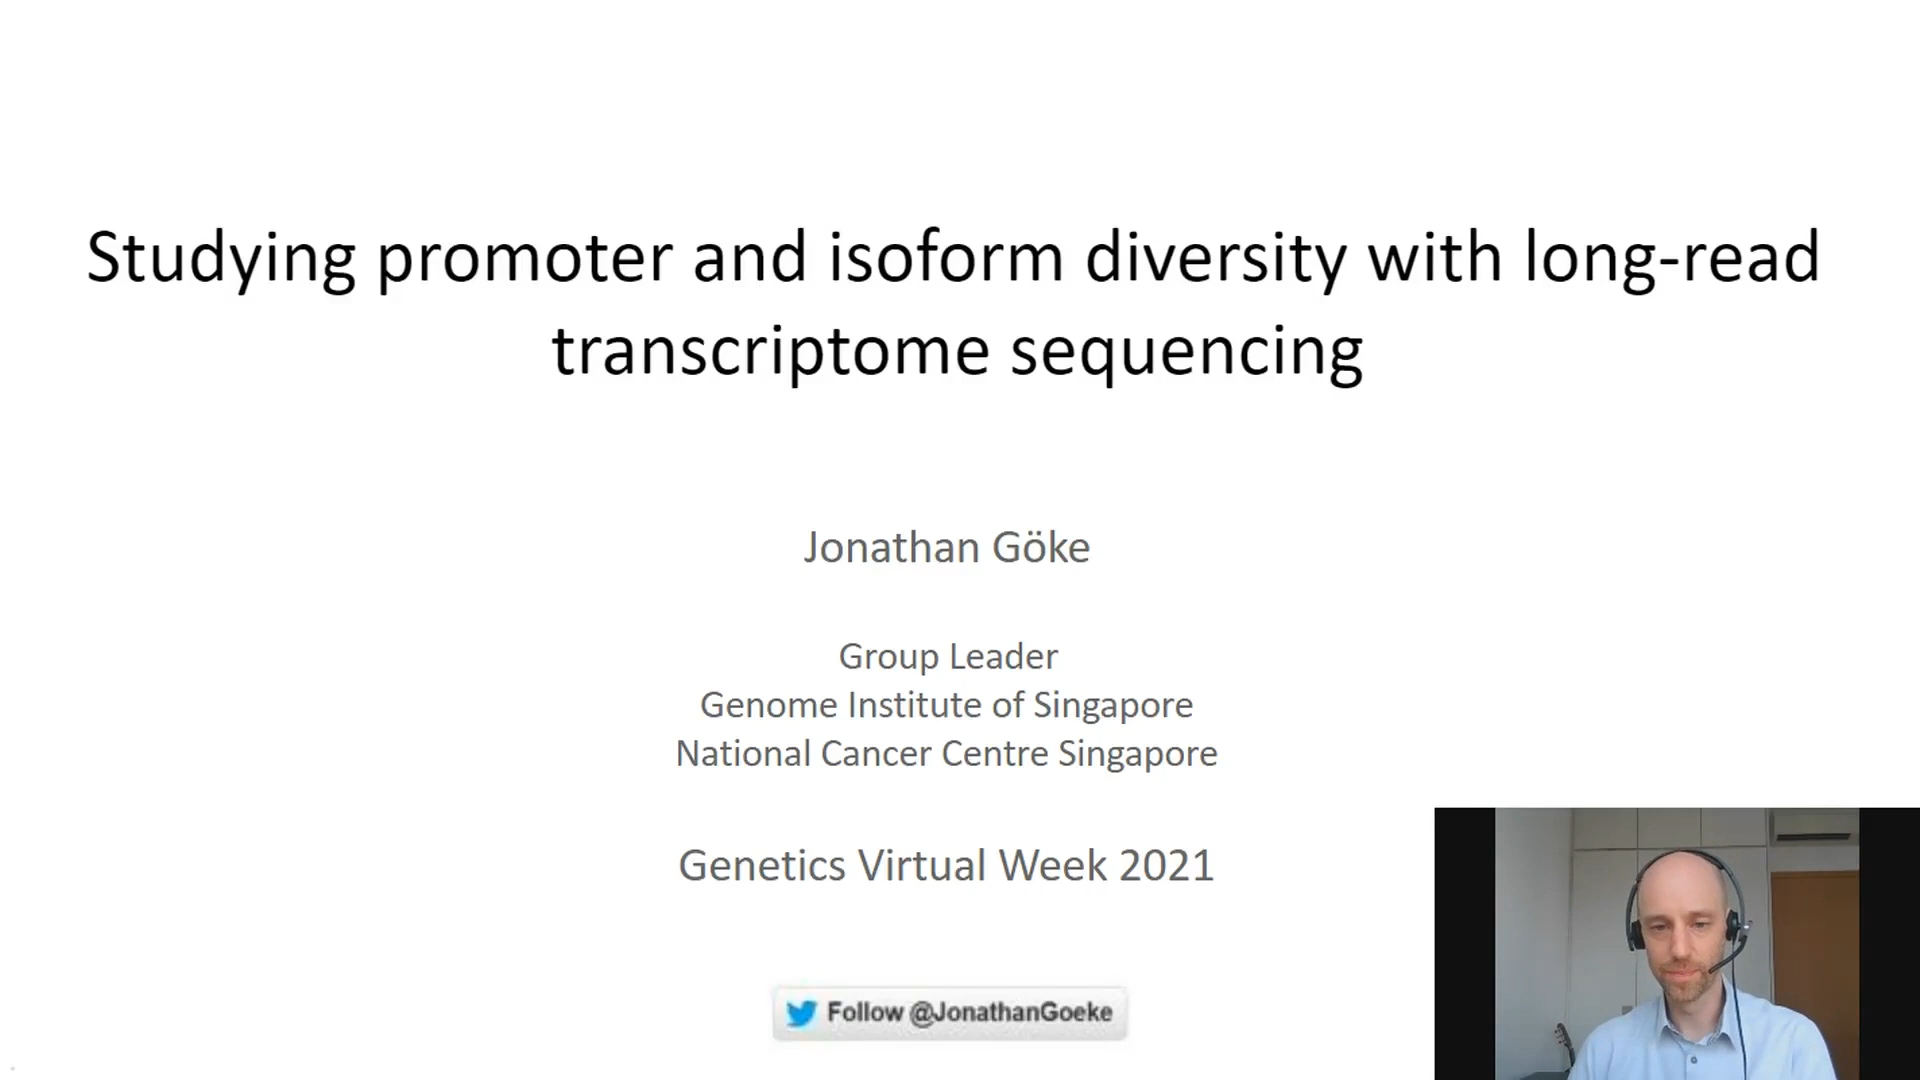 Studying promoter and isoform diversity with long-read
transcriptome sequencing
Jonathan Göke
Group Leader
Genome Institute of Singapore
National Cancer Centre Singapore
Genetics Virtual Week 2021
Follow @JonathanGoeke